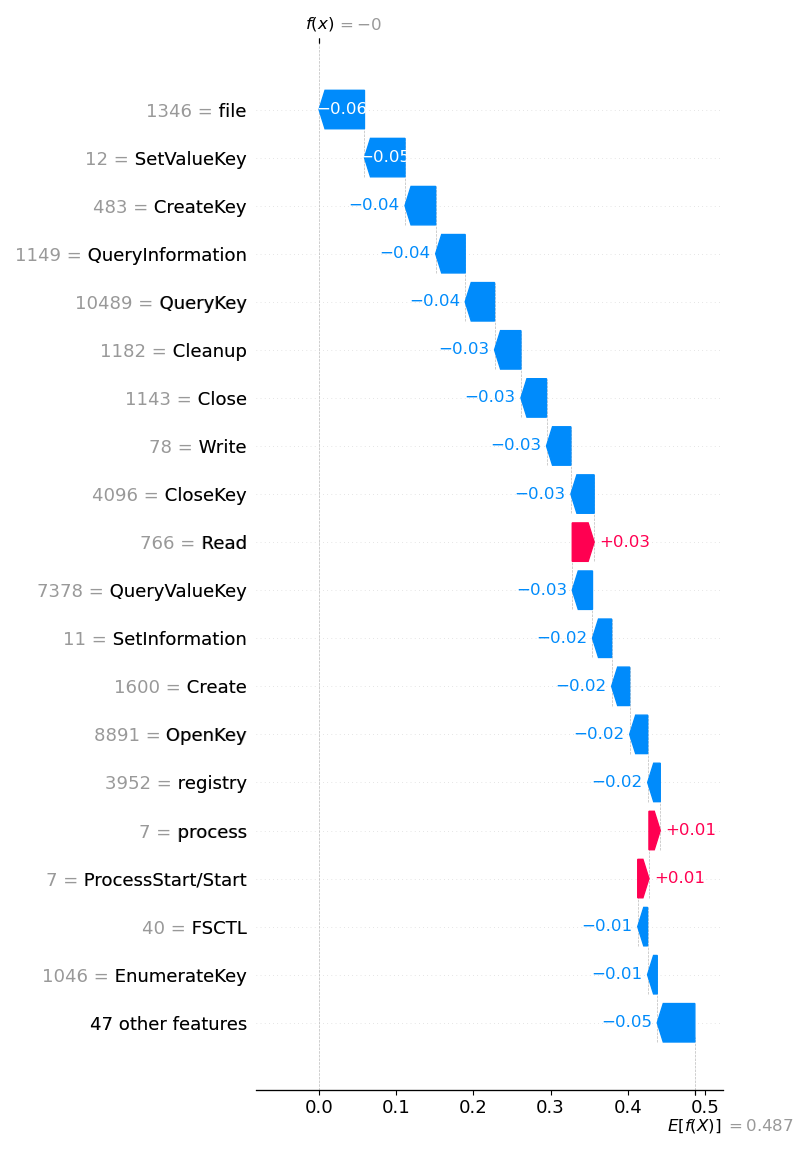 f(x) = −0
1346 = file
−0.06
12 = SetValueKey
−0.05
483 = CreateKey
−0.04
1149 = QueryInformation
−0.04
10489 = QueryKey
−0.04
1182 = Cleanup
−0.03
1143 = Close
−0.03
78 = Write
−0.03
4096 = CloseKey
−0.03
766 = Read
+0.03
7378 = QueryValueKey
−0.03
11 = SetInformation
−0.02
1600 = Create
−0.02
8891 = OpenKey
−0.02
3952 = registry
−0.02
7 = process
+0.01
7 = ProcessStart/Start
+0.01
40 = FSCTL
−0.01
1046 = EnumerateKey
−0.01
47 other features
−0.05
0.0 0.1 0.2 0.3 0.4 0.5
E[f(X)] = 0.487